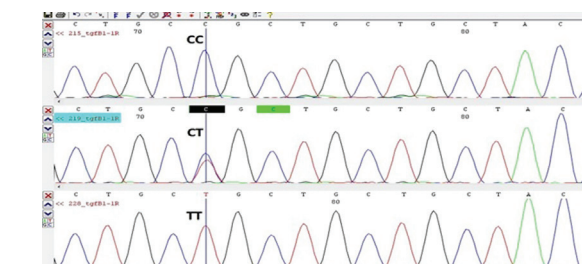 C T G C C G C T G C T G C T A C
<< 215_tgfB1-1R 70 80
CC
C T G C C G C T G C T G C T A C
<< 219_tgfB1-1R 70 80
CT
C T G C T G C T G C T G C T A C
<< 220_tgfB1-1R 80
TT